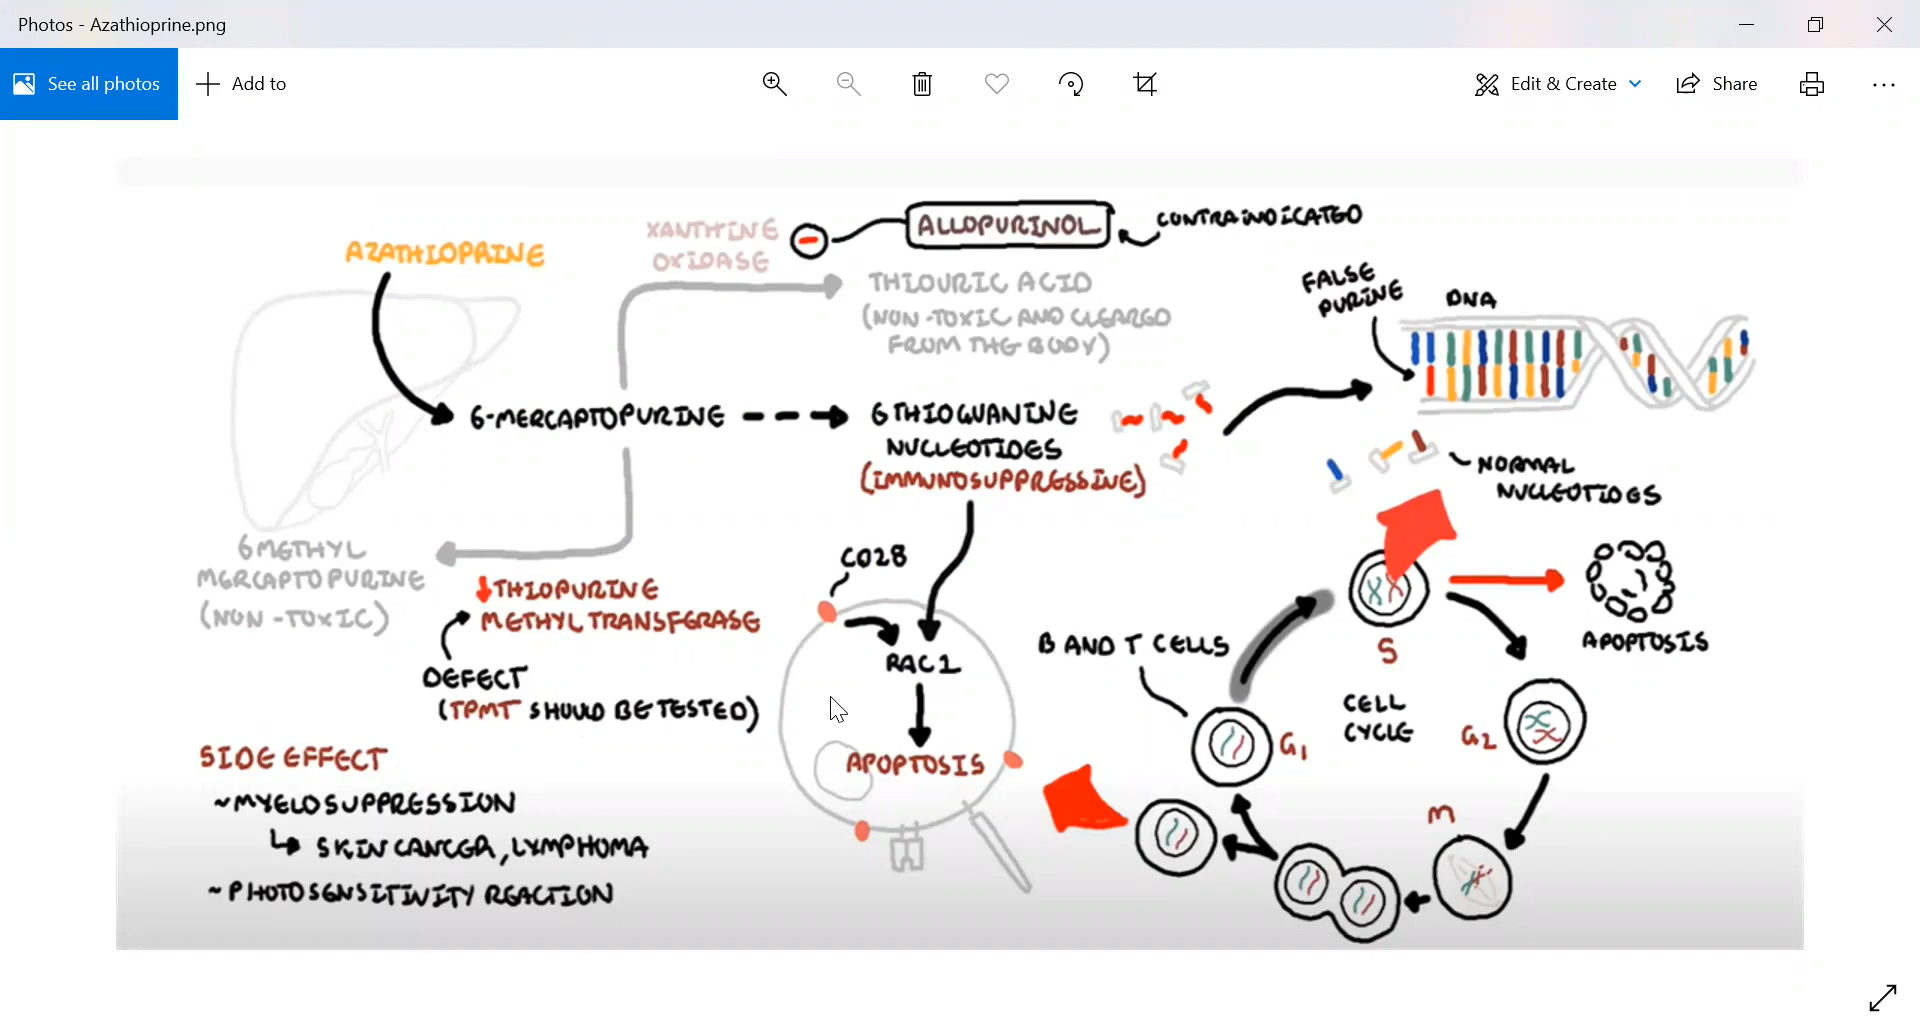 Photos - Azathioprine.png
See all photos
Add to
Edit & Create
Share
AZATHIOPRINE
XANTHINE
OXIDASE
ALLOPURINOL
CONTRAINDICATED
THIOURIC ACID
(NON-TOXIC AND CLEARED
FROM THE BODY)
FALSE
PURINE
DNA
6-MERCAPTOPURINE
6 THIOGUANINE
NUCLEOTIDES
(IMMUNOSUPPRESSIVE)
NORMAL
NUCLEOTIDES
6 METHYL
MERCAPTOPURINE
(NON-TOXIC)
THIOPURINE
METHYL TRANSFERASE
DEFECT
(TPMT SHOULD BE TESTED)
CD28
RAC1
APOPTOSIS
B AND T CELLS
S
APOPTOSIS
CELL
CYCLE
G1
G2
M
SIDE EFFECT
~MYELOSUPPRESSION
SKIN CANCER, LYMPHOMA
~PHOTOSENSITIVITY REACTION